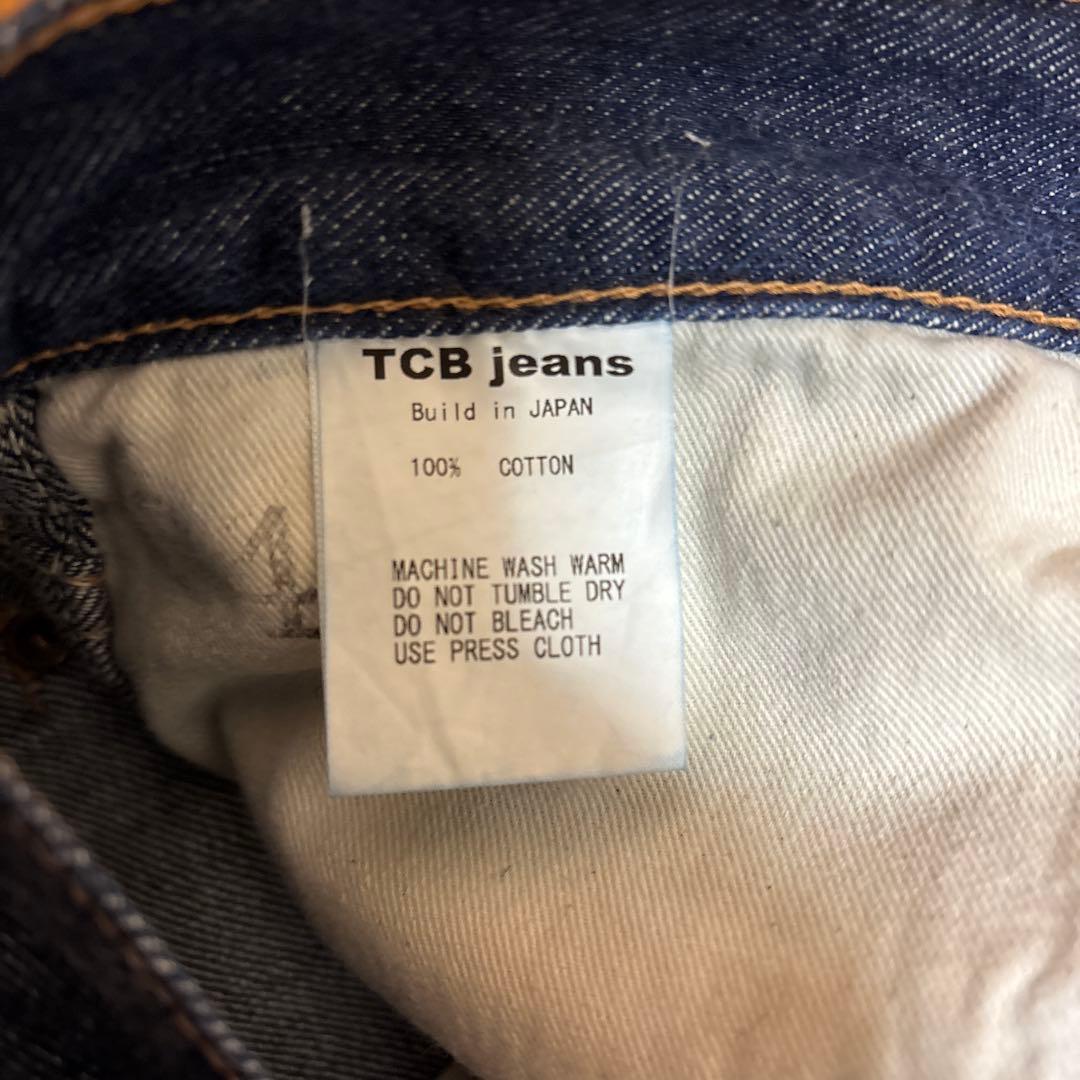 TCB jeans
Build in JAPAN
100% COTTON
MACHINE WASH WARM
DO NOT TUMBLE DRY
DO NOT BLEACH
USE PRESS CLOTH